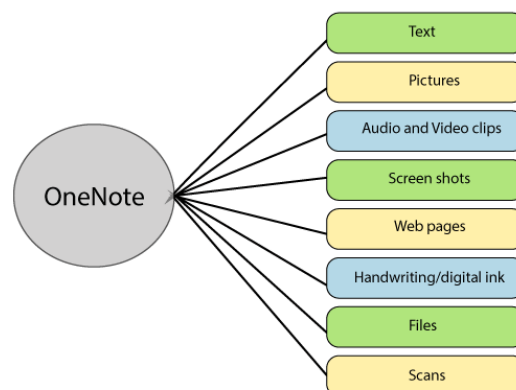 OneNote
Text
Pictures
Audio and Video clips
Screen shots
Web pages
Handwriting/digital ink
Files
Scans